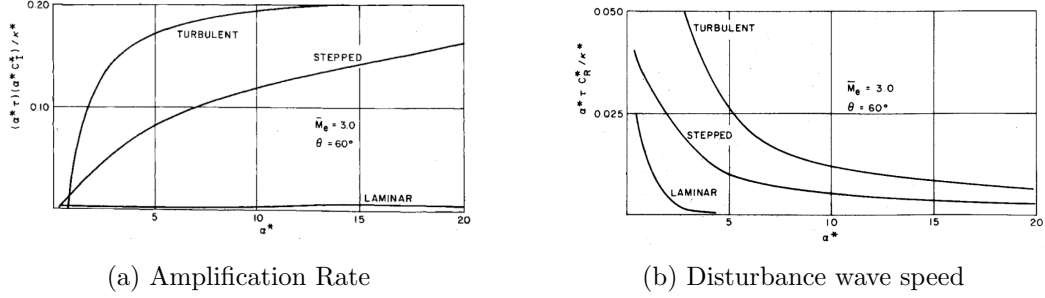 0.20
0.10
(α*τ)(α* C*I)/κ*
TURBULENT
STEPPED
M̄e = 3.0
θ = 60°
LAMINAR
5 10 15 20
α*
(a) Amplification Rate
0.050
0.025
0
α*τ C*R/κ*
TURBULENT
M̄e = 3.0
θ = 60°
STEPPED
LAMINAR
5 10 15 20
α*
(b) Disturbance wave speed